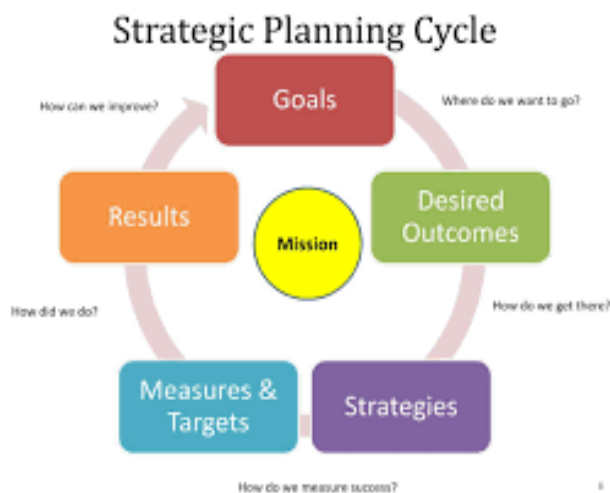 Strategic Planning Cycle
Goals
How can we improve?
Where do we want to go?
Results
Mission
Desired
Outcomes
How did we do?
How do we get there?
Measures &
Targets
Strategies
How do we measure success?